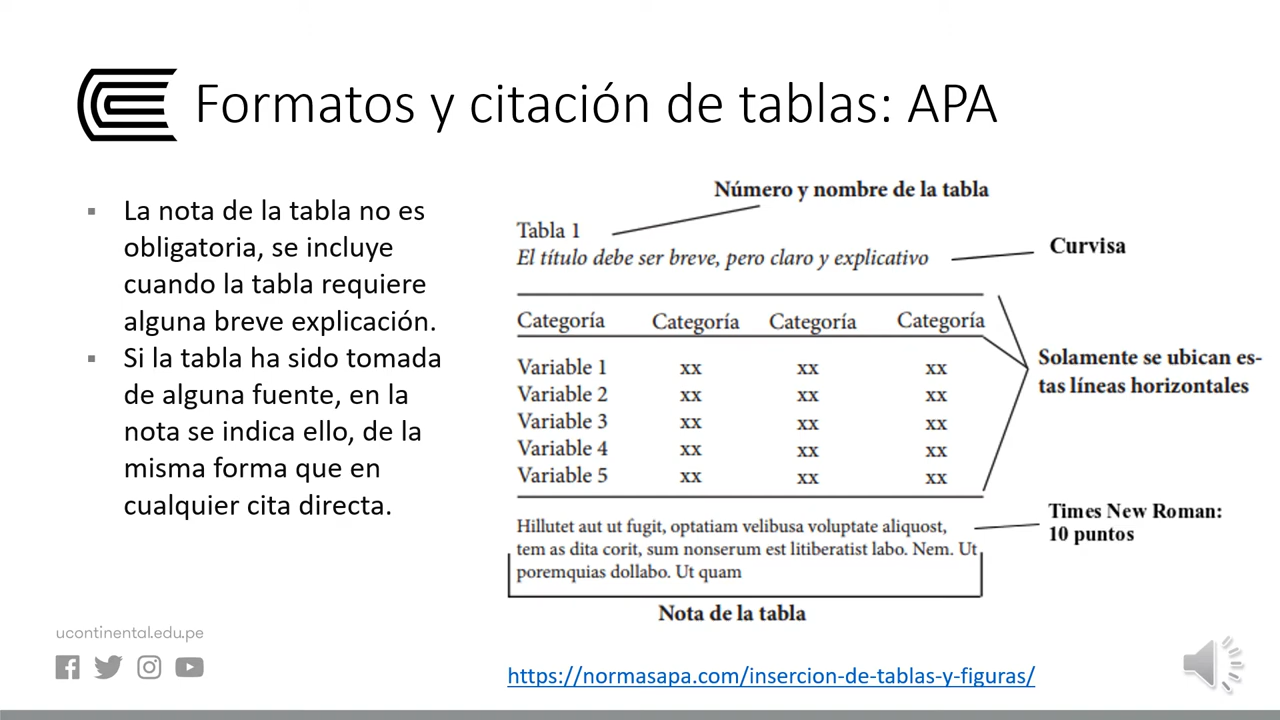 Formatos y citación de tablas: APA
▪ La nota de la tabla no es
obligatoria, se incluye
cuando la tabla requiere
alguna breve explicación.
▪ Si la tabla ha sido tomada
de alguna fuente, en la
nota se indica ello, de la
misma forma que en
cualquier cita directa.
Número y nombre de la tabla
Tabla 1
El título debe ser breve, pero claro y explicativo
Curvisa
Categoría Categoría Categoría Categoría
Variable 1 xx xx xx
Variable 2 xx xx xx
Variable 3 xx xx xx
Variable 4 xx xx xx
Variable 5 xx xx xx
Solamente se ubican es-
tas líneas horizontales
Hillutet aut ut fugit, optatiam velibusa voluptate aliquost,
tem as dita corit, sum nonserum est litiberatist labo. Nem. Ut
poremquias dollabo. Ut quam
Times New Roman:
10 puntos
Nota de la tabla
ucontinental.edu.pe
https://normasapa.com/insercion-de-tablas-y-figuras/